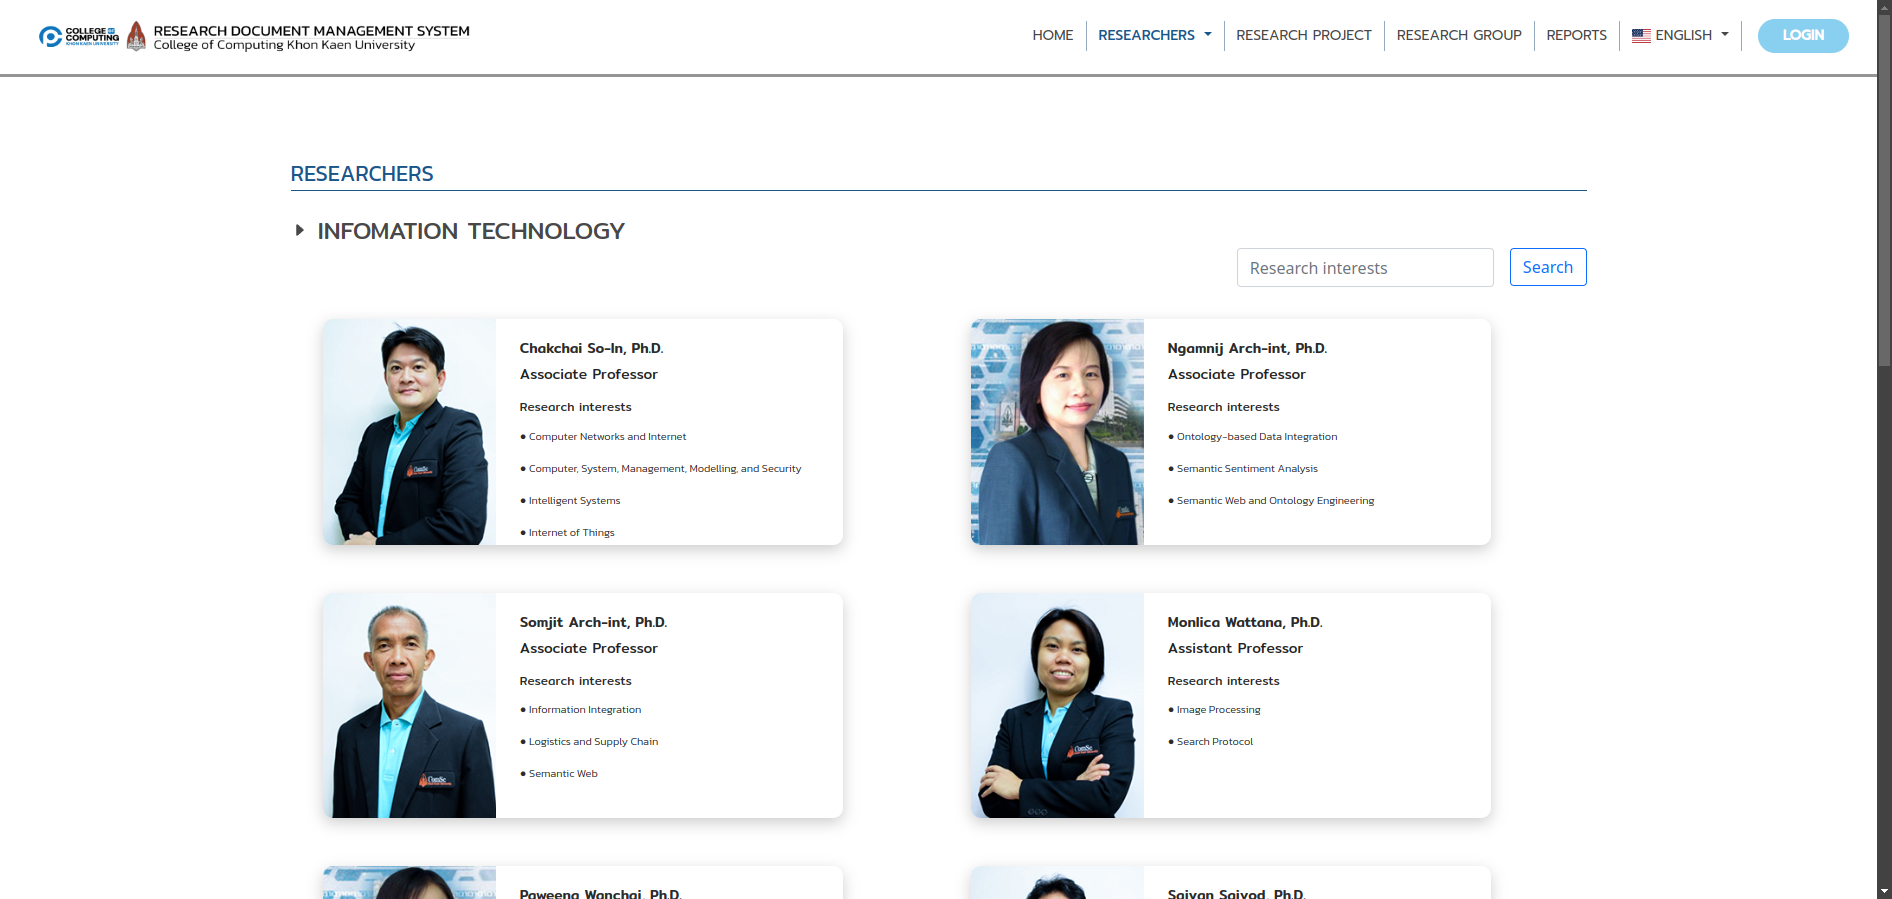 COLLEGE OF
COMPUTING
KHON KAEN UNIVERSITY
RESEARCH DOCUMENT MANAGEMENT SYSTEM
College of Computing Khon Kaen University
HOME RESEARCHERS RESEARCH PROJECT RESEARCH GROUP REPORTS ENGLISH LOGIN
RESEARCHERS
INFOMATION TECHNOLOGY
Research interests Search
Chakchai So-In, Ph.D.
Associate Professor
Research interests
● Computer Networks and Internet
● Computer, System, Management, Modelling, and Security
● Intelligent Systems
● Internet of Things
Ngamnij Arch-int, Ph.D.
Associate Professor
Research interests
● Ontology-based Data Integration
● Semantic Sentiment Analysis
● Semantic Web and Ontology Engineering
Somjit Arch-int, Ph.D.
Associate Professor
Research interests
● Information Integration
● Logistics and Supply Chain
● Semantic Web
Monlica Wattana, Ph.D.
Assistant Professor
Research interests
● Image Processing
● Search Protocol
Paweena Wanchai, Ph.D.
Saiyan Saiyod, Ph.D.